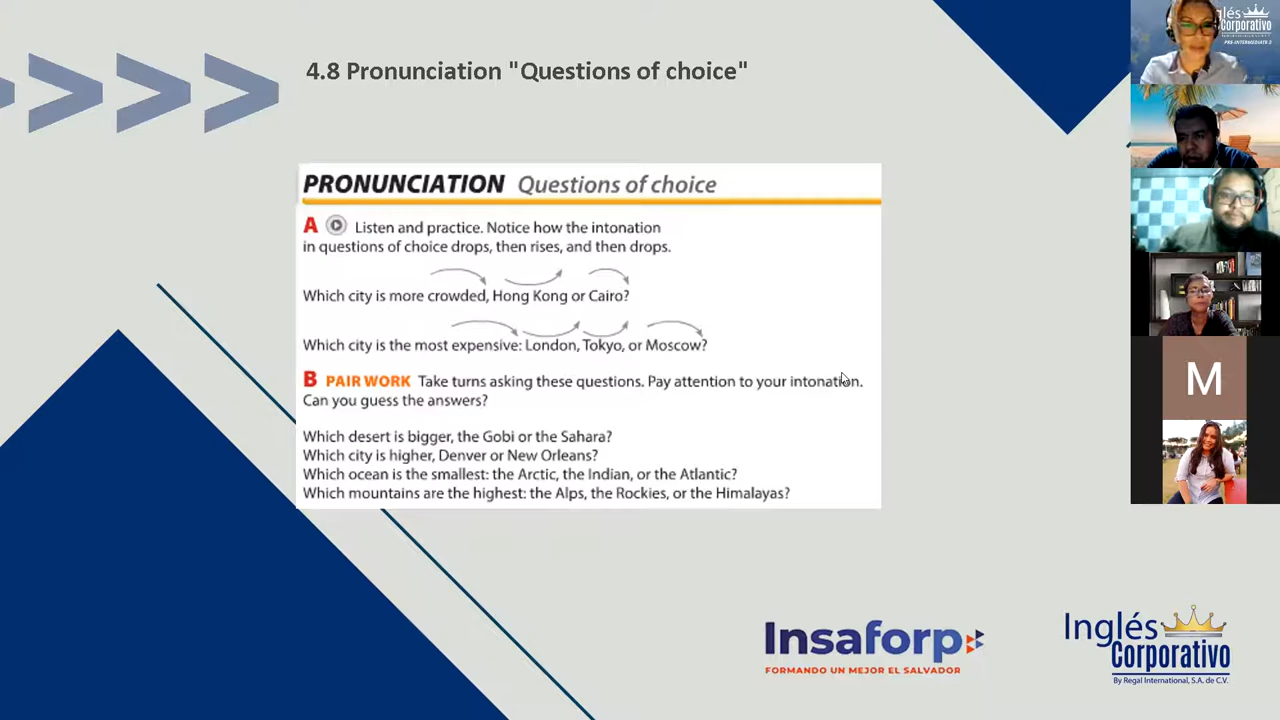 4.8 Pronunciation "Questions of choice"
PRONUNCIATION Questions of choice
A Listen and practice. Notice how the intonation
in questions of choice drops, then rises, and then drops.
Which city is more crowded, Hong Kong or Cairo?
Which city is the most expensive: London, Tokyo, or Moscow?
B PAIR WORK Take turns asking these questions. Pay attention to your intonation.
Can you guess the answers?
Which desert is bigger, the Gobi or the Sahara?
Which city is higher, Denver or New Orleans?
Which ocean is the smallest: the Arctic, the Indian, or the Atlantic?
Which mountains are the highest: the Alps, the Rockies, or the Himalayas?
Insaforp
FORMANDO UN MEJOR EL SALVADOR
Inglés
Corporativo
By Regal International, S.A. de C.V.
glés
Corporativo
PRE INTERMEDIATE 2
M